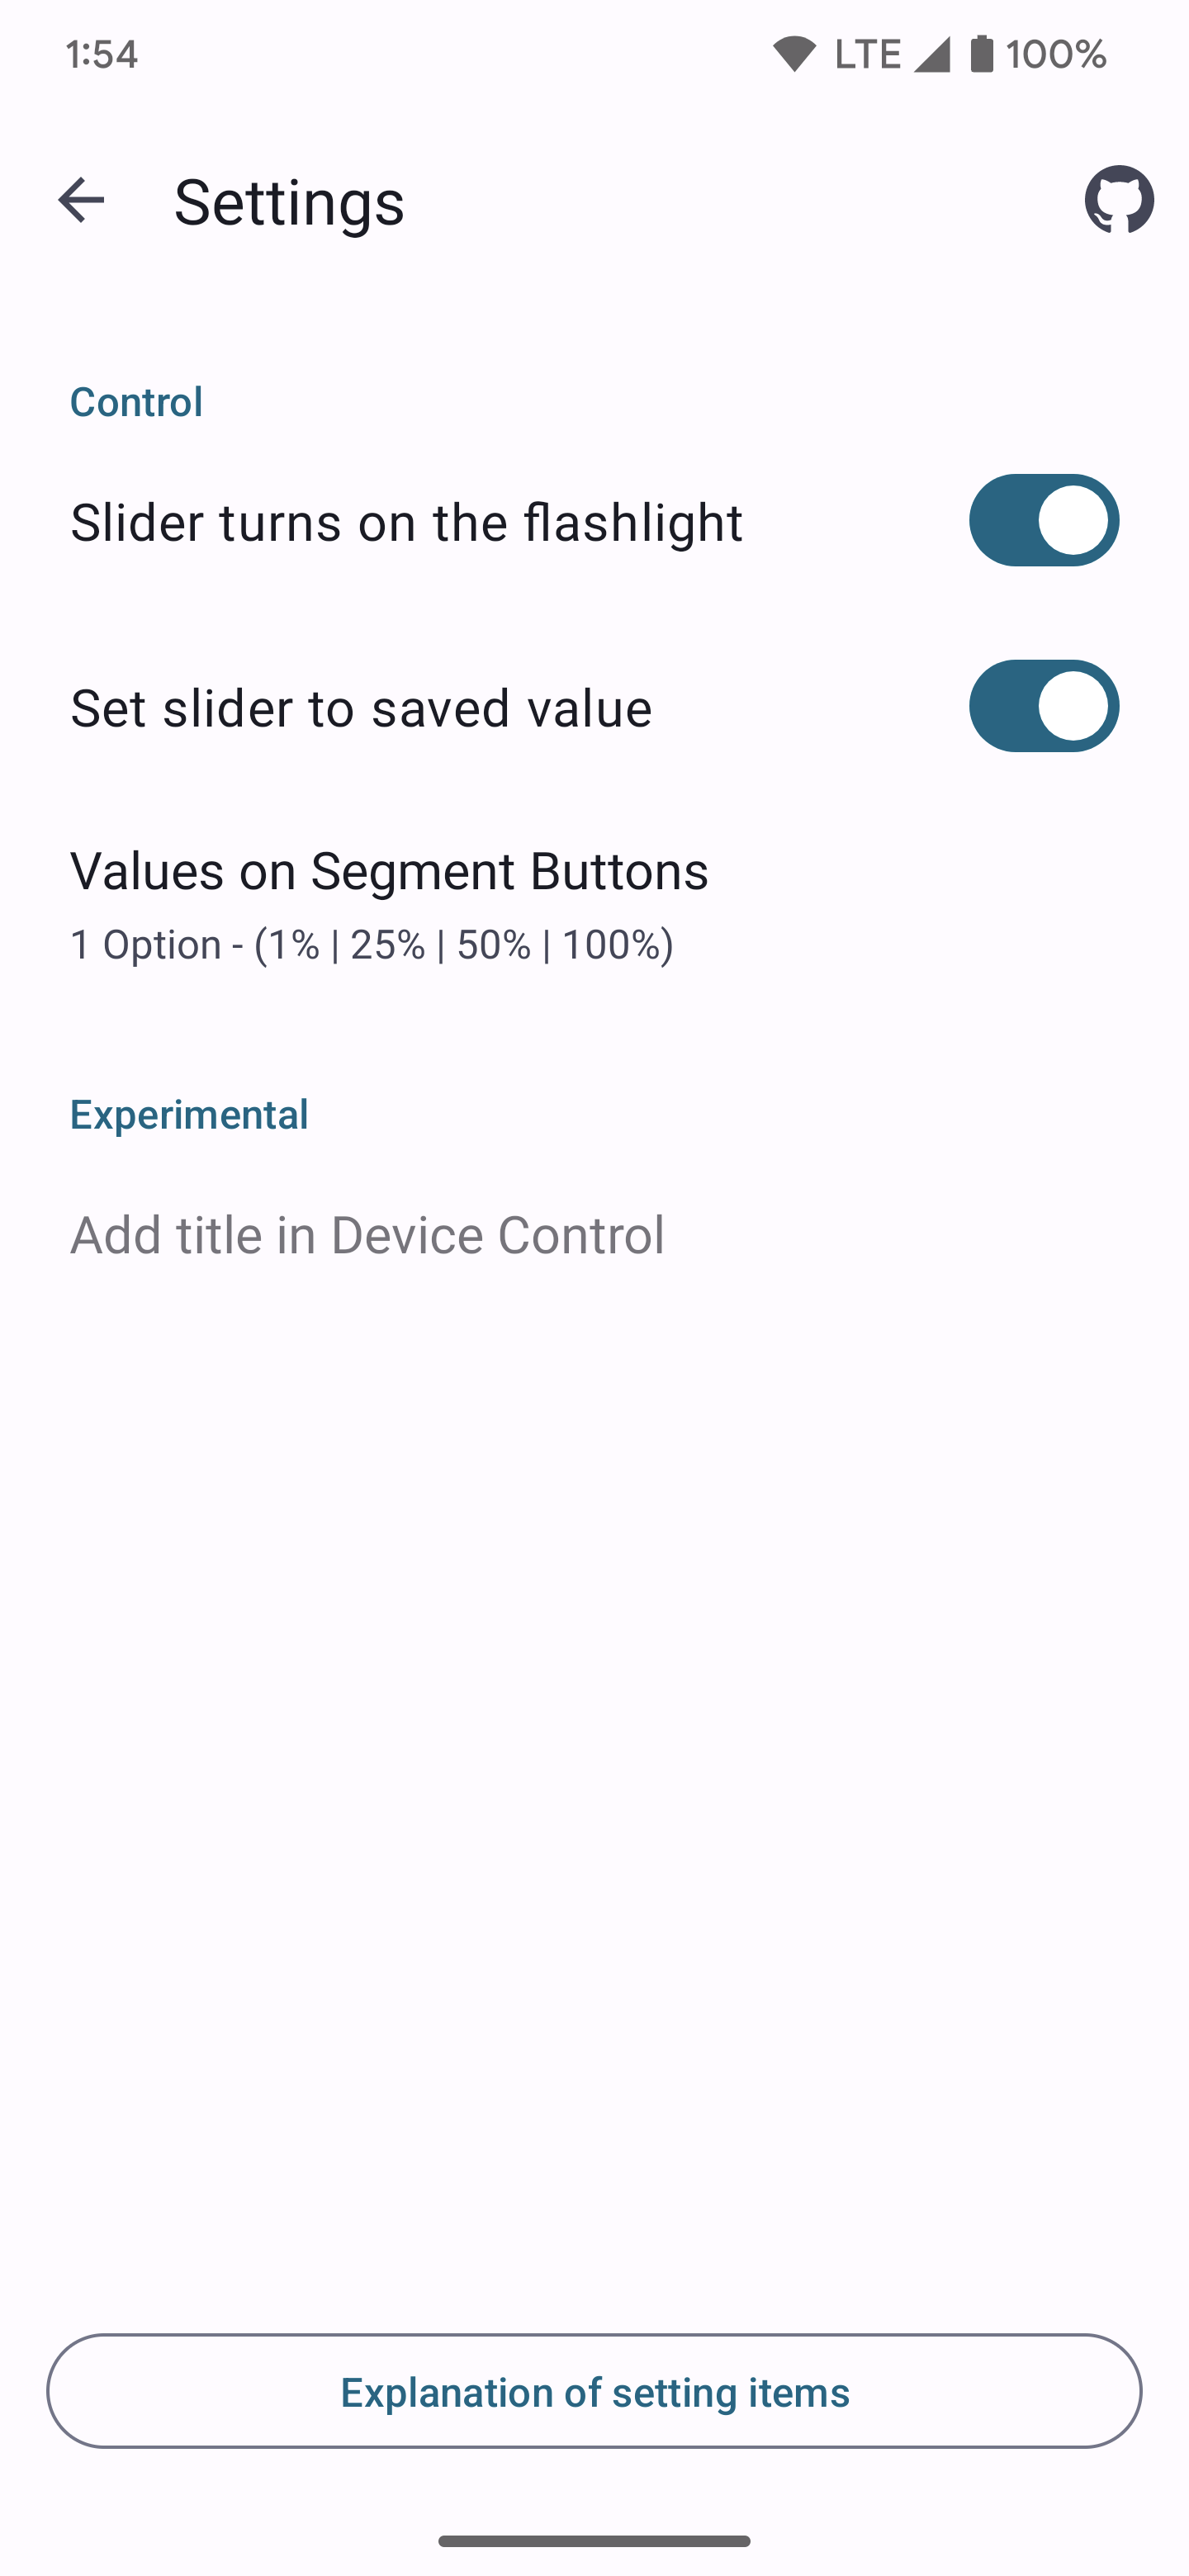 1:54 LTE 100%
Settings
Control
Slider turns on the flashlight
Set slider to saved value
Values on Segment Buttons
1 Option - (1% | 25% | 50% | 100%)
Experimental
Add title in Device Control
Explanation of setting items